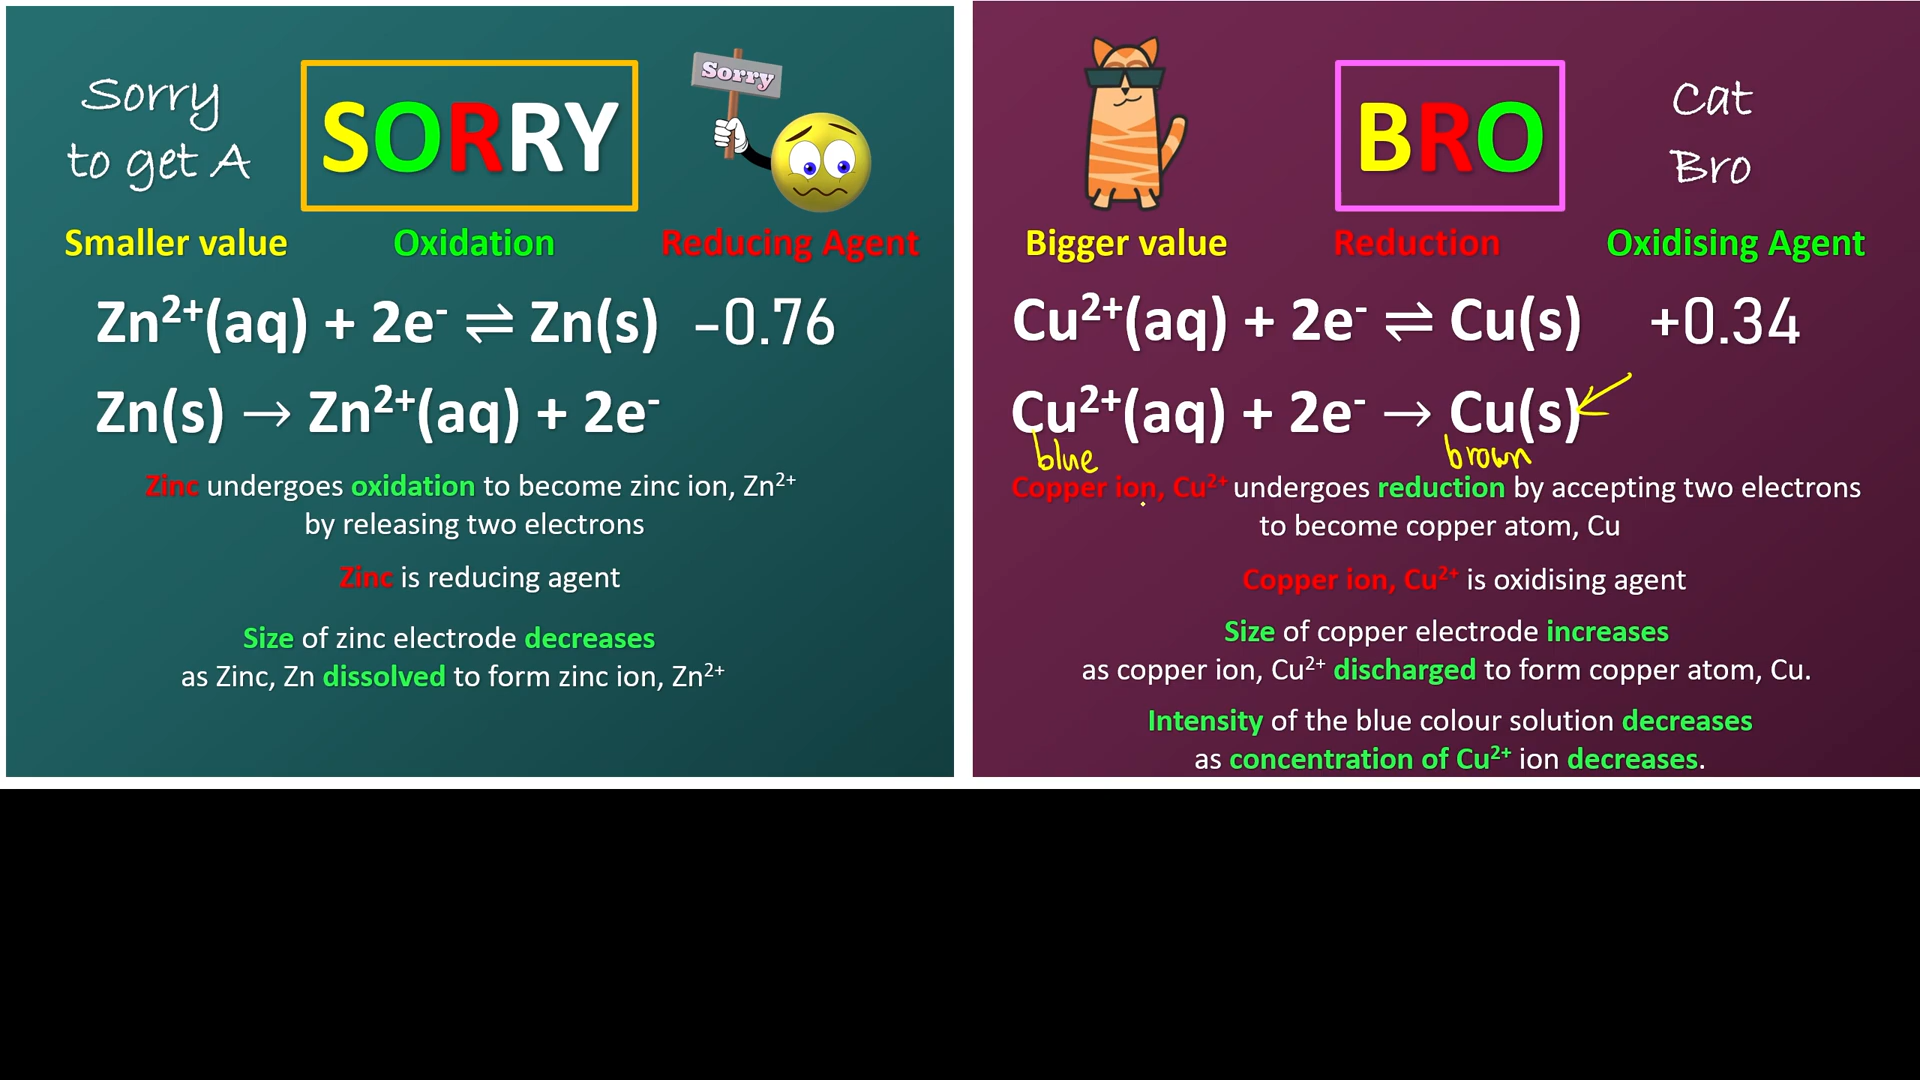 Sorry
to get A
SORRY
Sorry
Smaller value
Oxidation
Reducing Agent
Zn²⁺(aq) + 2e⁻ ⇌ Zn(s) -0.76
Zn(s) → Zn²⁺(aq) + 2e⁻
Zinc undergoes oxidation to become zinc ion, Zn²⁺
by releasing two electrons
Zinc is reducing agent
Size of zinc electrode decreases
as Zinc, Zn dissolved to form zinc ion, Zn²⁺
BRO
Cat
Bro
Bigger value
Reduction
Oxidising Agent
Cu²⁺(aq) + 2e⁻ ⇌ Cu(s) +0.34
Cu²⁺(aq) + 2e⁻ → Cu(s)
blue
brown
Copper ion, Cu²⁺ undergoes reduction by accepting two electrons
to become copper atom, Cu
Copper ion, Cu²⁺ is oxidising agent
Size of copper electrode increases
as copper ion, Cu²⁺ discharged to form copper atom, Cu.
Intensity of the blue colour solution decreases
as concentration of Cu²⁺ ion decreases.